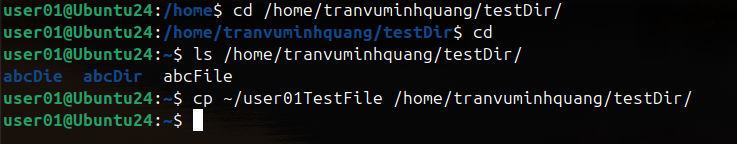 user01@Ubuntu24:/home$ cd /home/tranvuminhquang/testDir/
user01@Ubuntu24:/home/tranvuminhquang/testDir$ cd
user01@Ubuntu24:~$ ls /home/tranvuminhquang/testDir/
abcDie  abcDir  abcFile
user01@Ubuntu24:~$ cp ~/user01TestFile /home/tranvuminhquang/testDir/
user01@Ubuntu24:~$